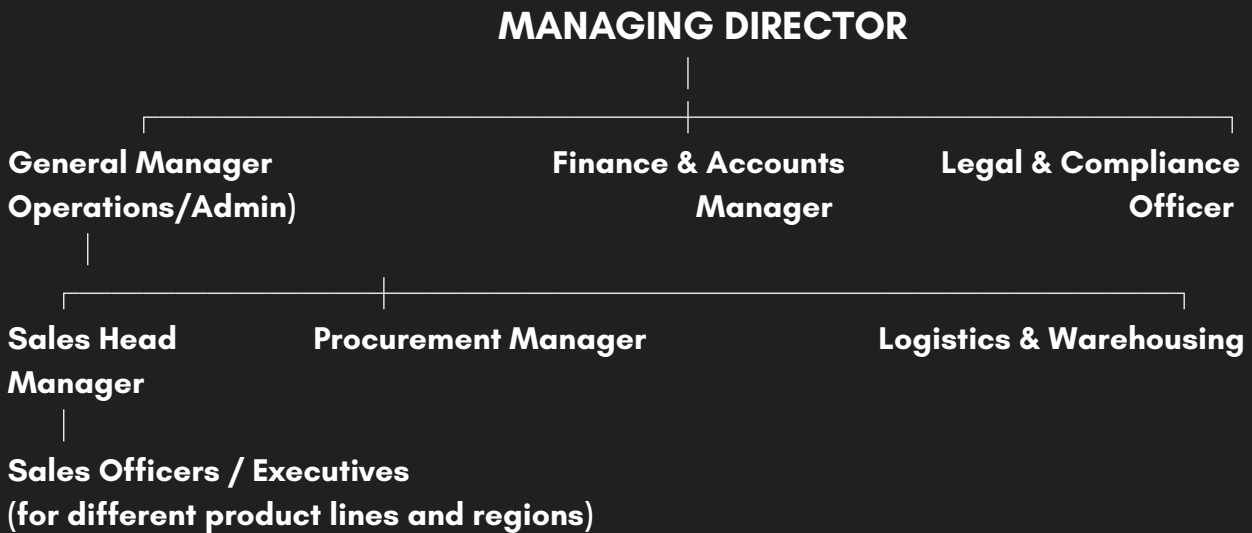 MANAGING DIRECTOR
General Manager Finance & Accounts Legal & Compliance
Operations/Admin) Manager Officer
Sales Head Procurement Manager Logistics & Warehousing
Manager
Sales Officers / Executives
(for different product lines and regions)